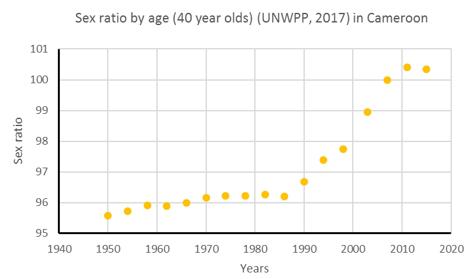 Sex ratio by age (40 year olds) (UNWPP, 2017) in Cameroon
101
100
99
98
97
96
95
1940 1950 1960 1970 1980 1990 2000 2010 2020
Sex ratio
Years